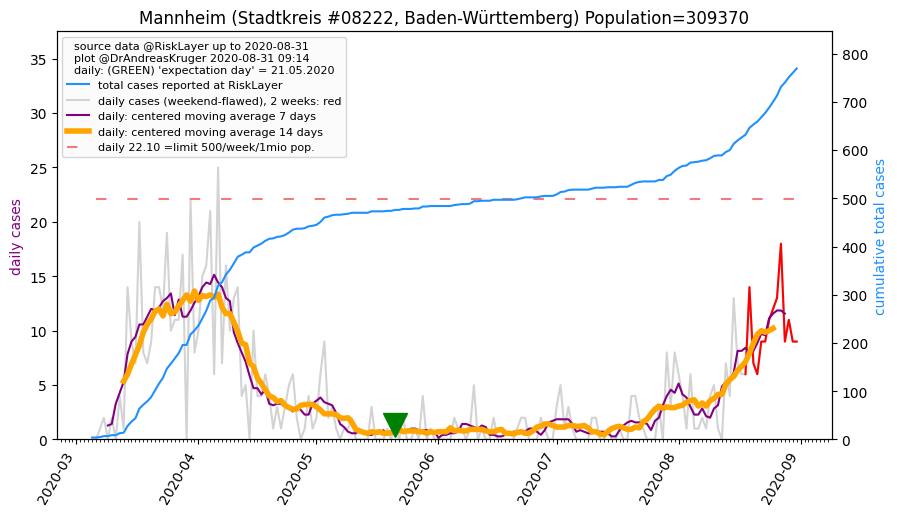 Mannheim (Stadtkreis #08222, Baden-Württemberg) Population=309370
source data @RiskLayer up to 2020-08-31
plot @DrAndreasKruger 2020-08-31 09:14
daily: (GREEN) 'expectation day' = 21.05.2020
total cases reported at RiskLayer
daily cases (weekend-flawed), 2 weeks: red
daily: centered moving average 7 days
daily: centered moving average 14 days
daily 22.10 =limit 500/week/1mio pop.
daily cases
35
30
25
20
15
10
5
0
800
700
600
500
400
300
200
100
0
cumulative total cases
2020-03
2020-04
2020-05
2020-06
2020-07
2020-08
2020-09